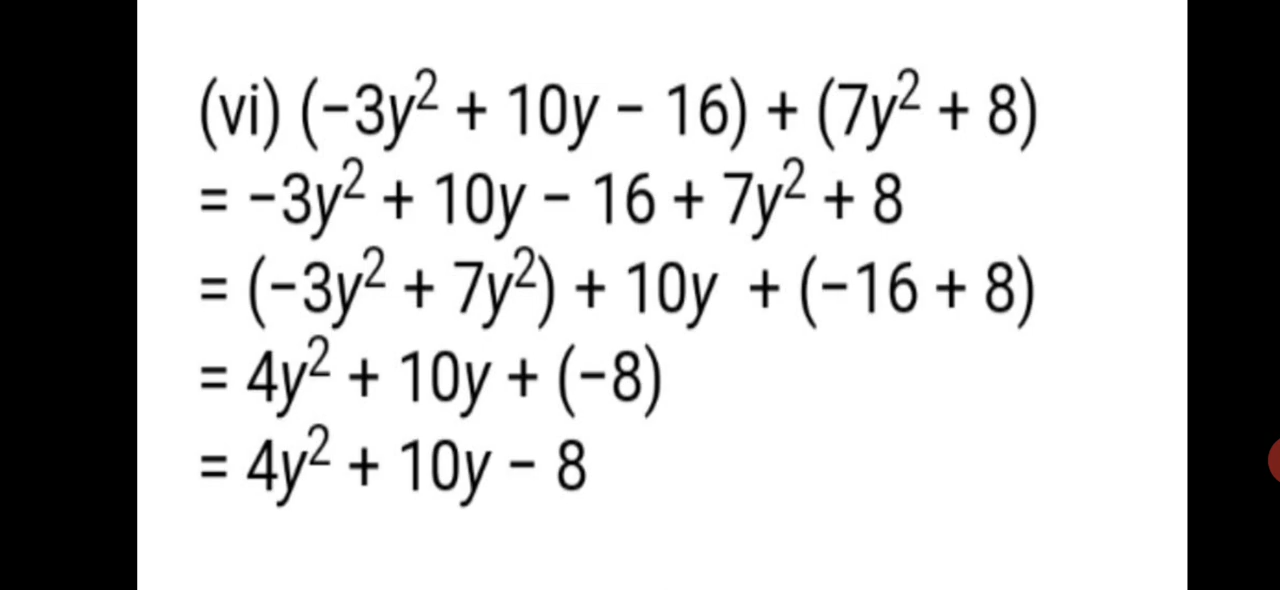 (vi) (−3y² + 10y − 16) + (7y² + 8)
= −3y² + 10y − 16 + 7y² + 8
= (−3y² + 7y²) + 10y + (−16 + 8)
= 4y² + 10y + (−8)
= 4y² + 10y − 8